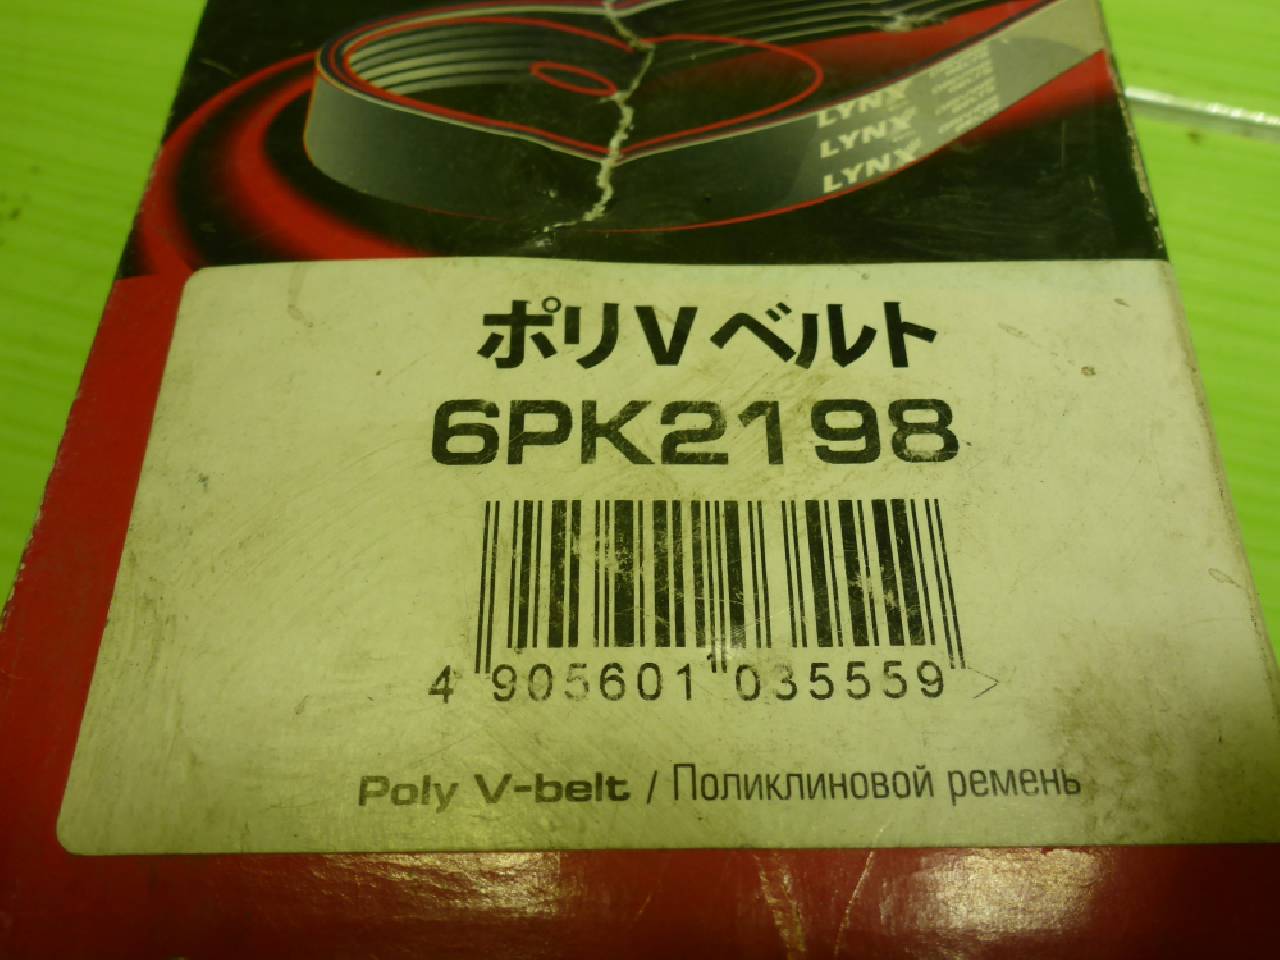 LYNX
LYNX
LYNX
ポリVベルト
6PK2198
4 905601 035559 >
Poly V-belt / Поликлиновой ремень